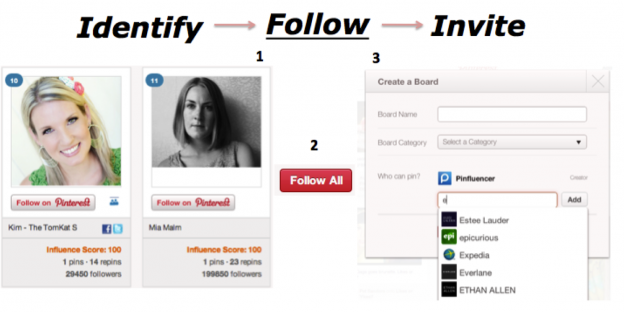 Identify Follow Invite
1
3
2
10
Follow on Pinterest
Kim - The TomKat S
Influence Score: 100
1 pins · 14 repins
29450 followers
11
Follow on Pinterest
Mia Maim
Influence Score: 100
1 pins · 23 repins
199850 followers
Follow All
Create a Board
Board Name
Board Category Select a Category
Who can pin? Pinfluencer Creator
e Add
Estee Lauder
epicurious
Expedia
Everlane
ETHAN ALLEN